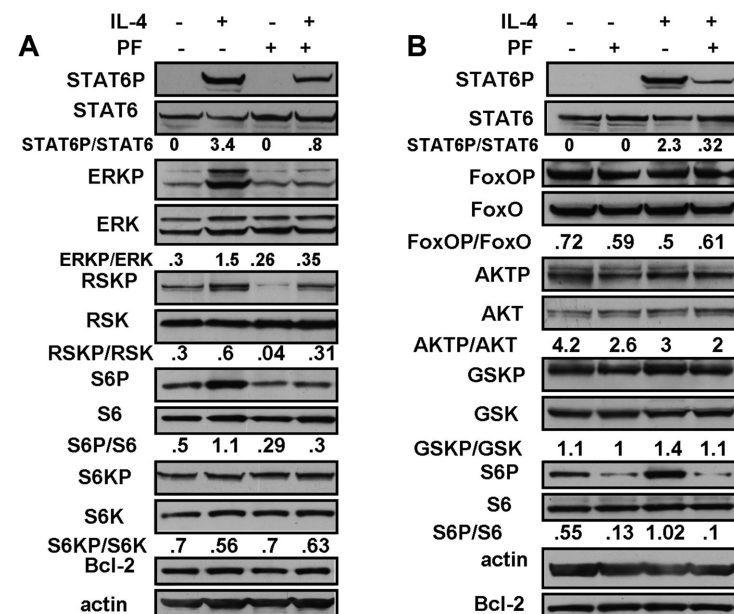 A
IL-4 - + - +
PF - - + +
STAT6P
STAT6
STAT6P/STAT6 0 3.4 0 .8
ERKP
ERK
ERKP/ERK .3 1.5 .26 .35
RSKP
RSK
RSKP/RSK .3 .6 .04 .31
S6P
S6
S6P/S6 .5 1.1 .29 .3
S6KP
S6K
S6KP/S6K .7 .56 .7 .63
Bcl-2
actin
B
IL-4 - - + +
PF - + - +
STAT6P
STAT6
STAT6P/STAT6 0 0 2.3 .32
FoxOP
FoxO
FoxOP/FoxO .72 .59 .5 .61
AKTP
AKT
AKTP/AKT 4.2 2.6 3 2
GSKP
GSK
GSKP/GSK 1.1 1 1.4 1.1
S6P
S6
S6P/S6 .55 .13 1.02 .1
actin
Bcl-2